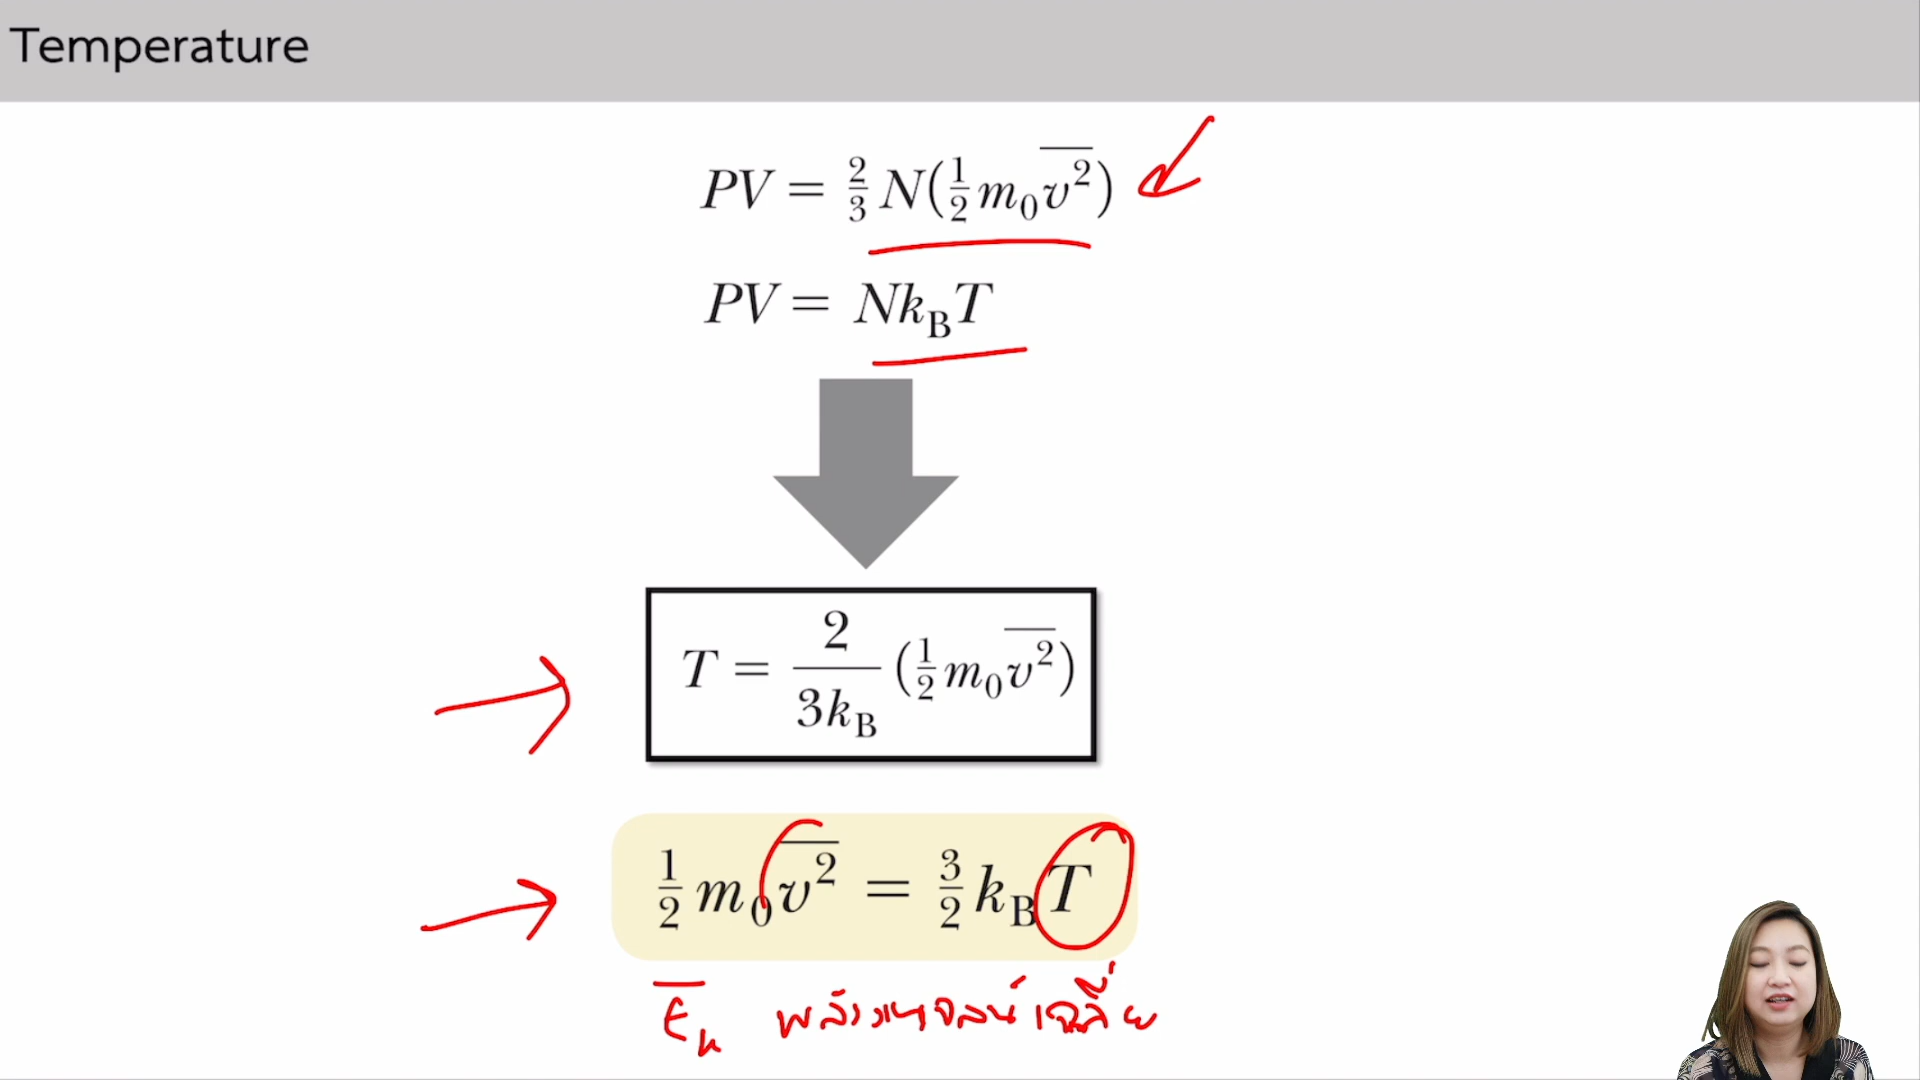 Temperature
PV = 2/3 N(1/2 m₀v̅²)
PV = Nk_BT
T = 2/3k_B (1/2 m₀v̅²)
1/2 m₀v̅² = 3/2 k_BT
E̅ₖ พลังงานจลน์เฉลี่ย